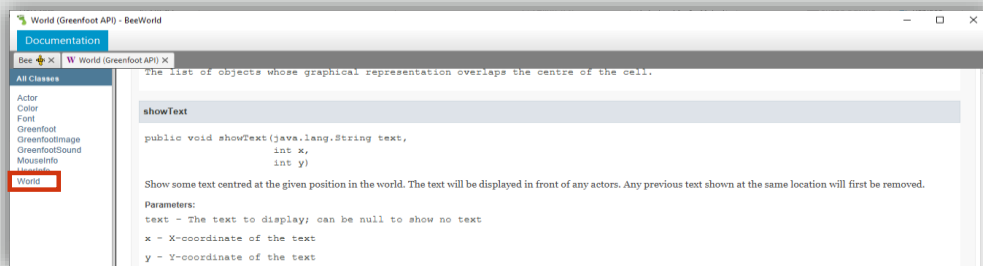 World (Greenfoot API) - BeeWorld
Documentation
Bee
W World (Greenfoot API)
All Classes
Actor
Color
Font
Greenfoot
GreenfootImage
GreenfootSound
MouseInfo
UserInfo
World
The list of objects whose graphical representation overlaps the centre of the cell.
showText
public void showText(java.lang.String text,
int x,
int y)
Show some text centred at the given position in the world. The text will be displayed in front of any actors. Any previous text shown at the same location will first be removed.
Parameters:
text - The text to display; can be null to show no text
x - X-coordinate of the text
y - Y-coordinate of the text